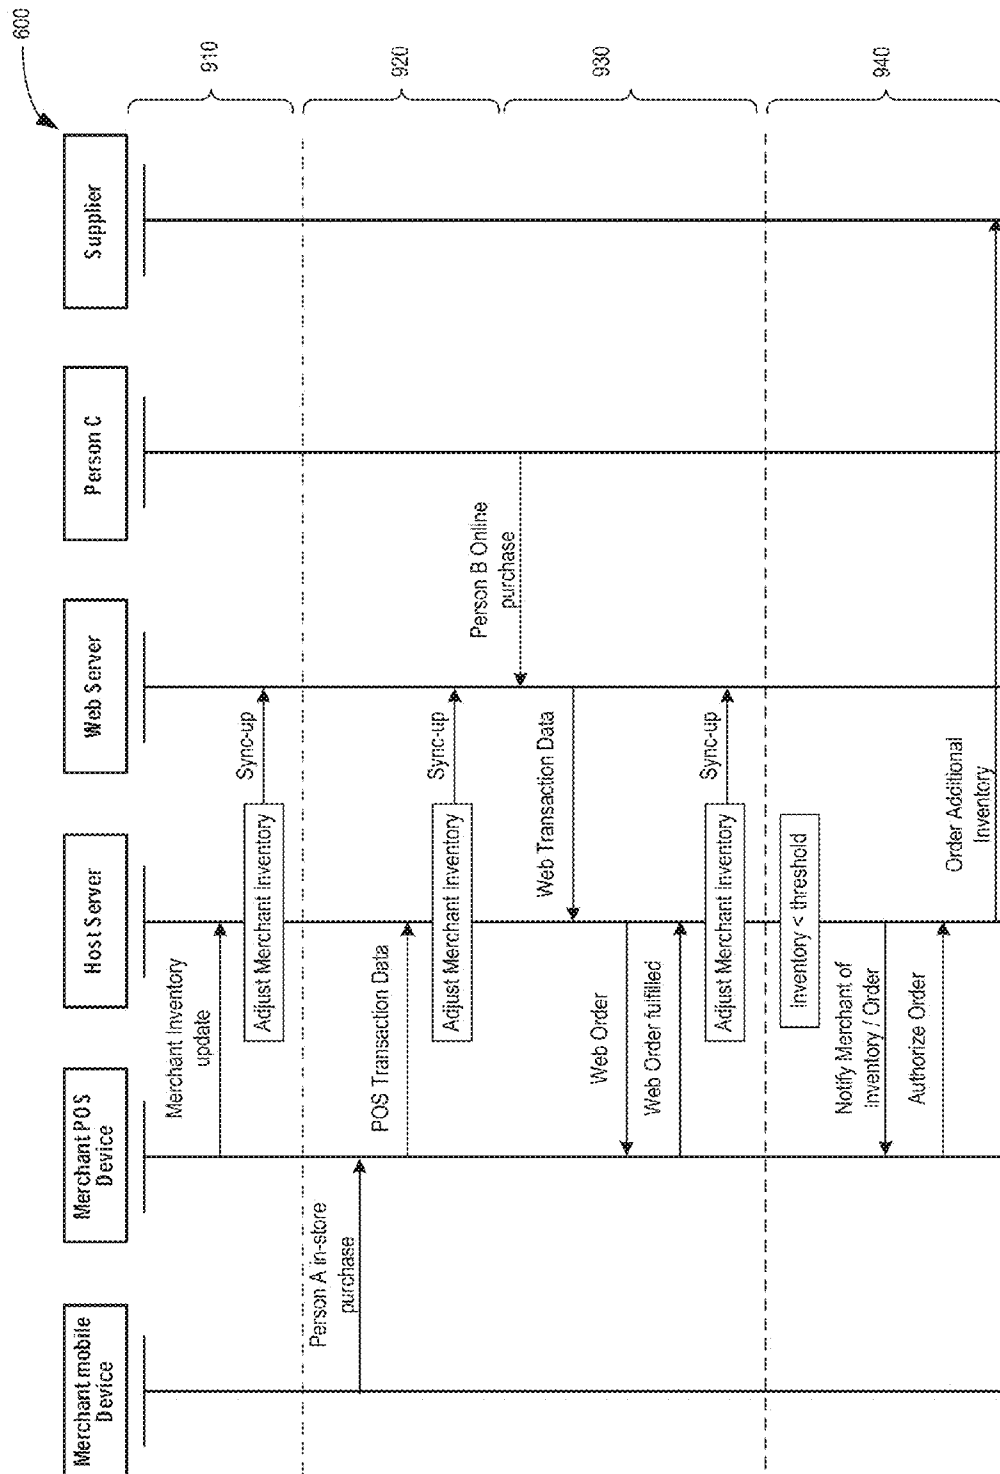 600
Merchant mobile
Device
Merchant POS
Device
Host Server
Web Server
Person C
Supplier
910
Merchant Inventory
update
Adjust Merchant Inventory
Sync-up
920
Person A in-store
purchase
POS Transaction Data
Adjust Merchant Inventory
Sync-up
930
Person B Online
purchase
Web Transaction Data
Web Order
Web Order fulfilled
Adjust Merchant Inventory
Sync-up
940
Inventory < threshold
Notify Merchant of
Inventory / Order
Authorize Order
Order Additional
Inventory